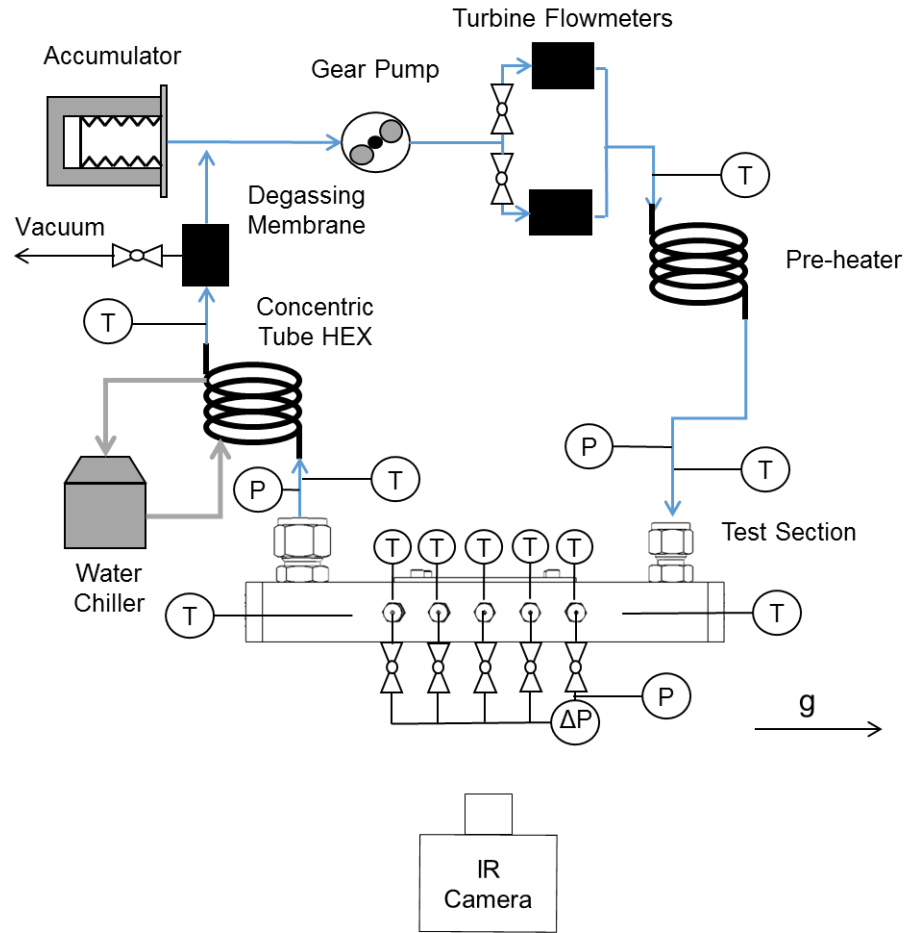 Turbine Flowmeters
Accumulator
Gear Pump
T
Degassing
Membrane
Vacuum
Pre-heater
T
Concentric
Tube HEX
P
T
P
T
Test Section
Water
Chiller
T
T
T
T
T
T
T
P
ΔP
g
IR
Camera